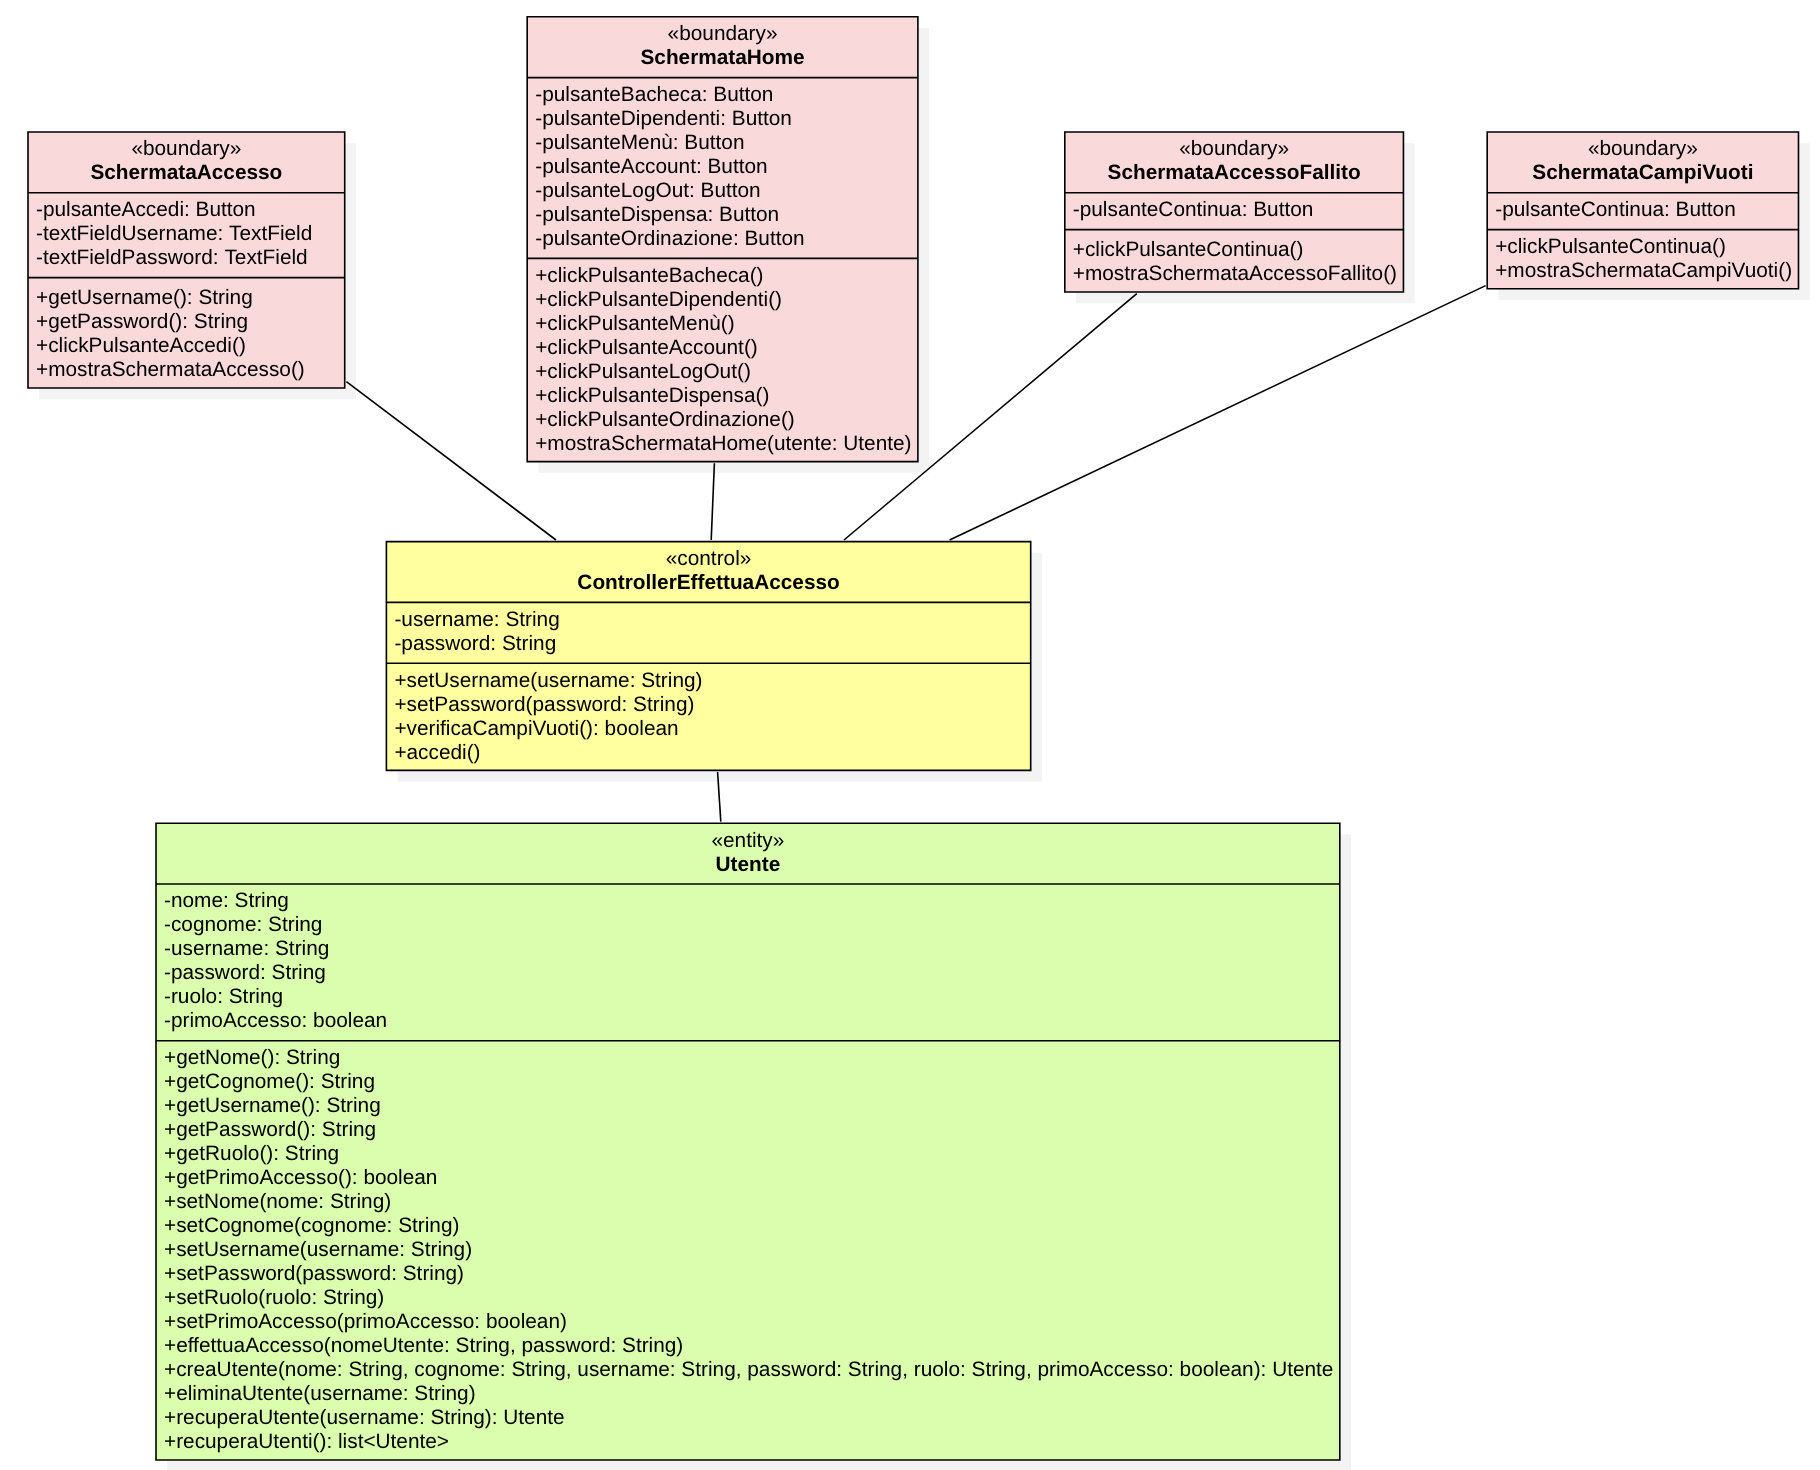 «boundary»
SchermataAccesso
-pulsanteAccedi: Button
-textFieldUsername: TextField
-textFieldPassword: TextField
+getUsername(): String
+getPassword(): String
+clickPulsanteAccedi()
+mostraSchermataAccesso()
«boundary»
SchermataHome
-pulsanteBacheca: Button
-pulsanteDipendenti: Button
-pulsanteMenù: Button
-pulsanteAccount: Button
-pulsanteLogOut: Button
-pulsanteDispensa: Button
-pulsanteOrdinazione: Button
+clickPulsanteBacheca()
+clickPulsanteDipendenti()
+clickPulsanteMenù()
+clickPulsanteAccount()
+clickPulsanteLogOut()
+clickPulsanteDispensa()
+clickPulsanteOrdinazione()
+mostraSchermataHome(utente: Utente)
«boundary»
SchermataAccessoFallito
-pulsanteContinua: Button
+clickPulsanteContinua()
+mostraSchermataAccessoFallito()
«boundary»
SchermataCampiVuoti
-pulsanteContinua: Button
+clickPulsanteContinua()
+mostraSchermataCampiVuoti()
«control»
ControllerEffettuaAccesso
-username: String
-password: String
+setUsername(username: String)
+setPassword(password: String)
+verificaCampiVuoti(): boolean
+accedi()
«entity»
Utente
-nome: String
-cognome: String
-username: String
-password: String
-ruolo: String
-primoAccesso: boolean
+getNome(): String
+getCognome(): String
+getUsername(): String
+getPassword(): String
+getRuolo(): String
+getPrimoAccesso(): boolean
+setNome(nome: String)
+setCognome(cognome: String)
+setUsername(username: String)
+setPassword(password: String)
+setRuolo(ruolo: String)
+setPrimoAccesso(primoAccesso: boolean)
+effettuaAccesso(nomeUtente: String, password: String)
+creaUtente(nome: String, cognome: String, username: String, password: String, ruolo: String, primoAccesso: boolean): Utente
+eliminaUtente(username: String)
+recuperaUtente(username: String): Utente
+recuperaUtenti(): list<Utente>